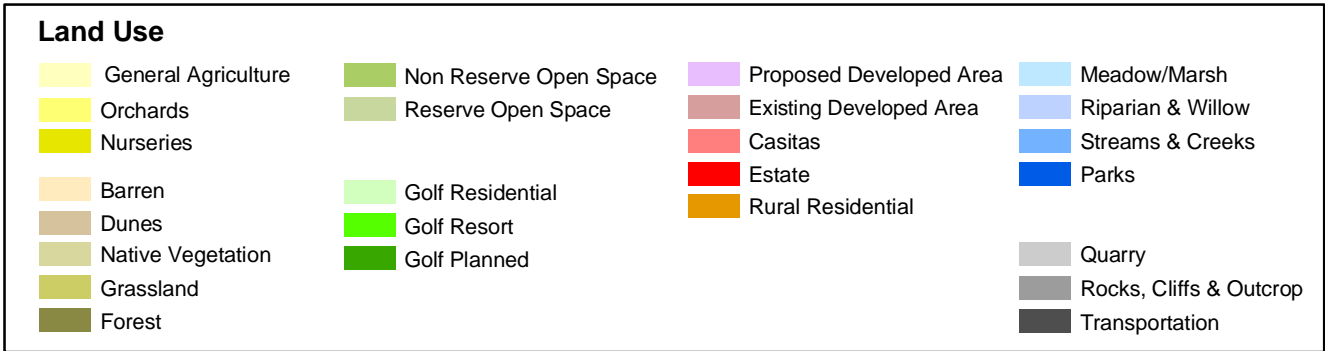 Land Use
General Agriculture
Orchards
Nurseries
Barren
Dunes
Native Vegetation
Grassland
Forest
Non Reserve Open Space
Reserve Open Space
Golf Residential
Golf Resort
Golf Planned
Proposed Developed Area
Existing Developed Area
Casitas
Estate
Rural Residential
Meadow/Marsh
Riparian & Willow
Streams & Creeks
Parks
Quarry
Rocks, Cliffs & Outcrop
Transportation